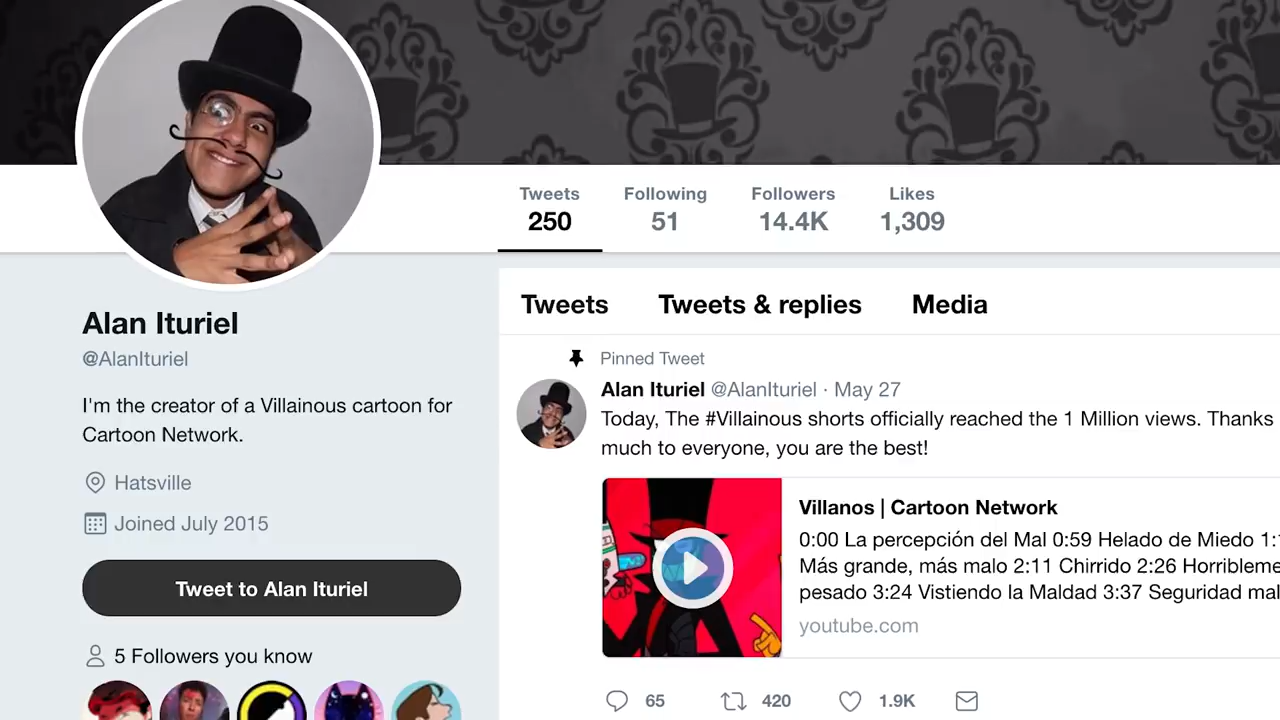 Tweets Following Followers Likes
250 51 14.4K 1,309
Alan Ituriel
@AlanIturiel
I'm the creator of a Villainous cartoon for
Cartoon Network.
Hatsville
Joined July 2015
Tweet to Alan Ituriel
5 Followers you know
Tweets Tweets & replies Media
Pinned Tweet
Alan Ituriel @AlanIturiel · May 27
Today, The #Villainous shorts officially reached the 1 Million views. Thanks
much to everyone, you are the best!
Villanos | Cartoon Network
0:00 La percepción del Mal 0:59 Helado de Miedo
Más grande, más malo 2:11 Chirrido 2:26 Horribleme
pesado 3:24 Vistiendo la Maldad 3:37 Seguridad mal
youtube.com
65 420 1.9K